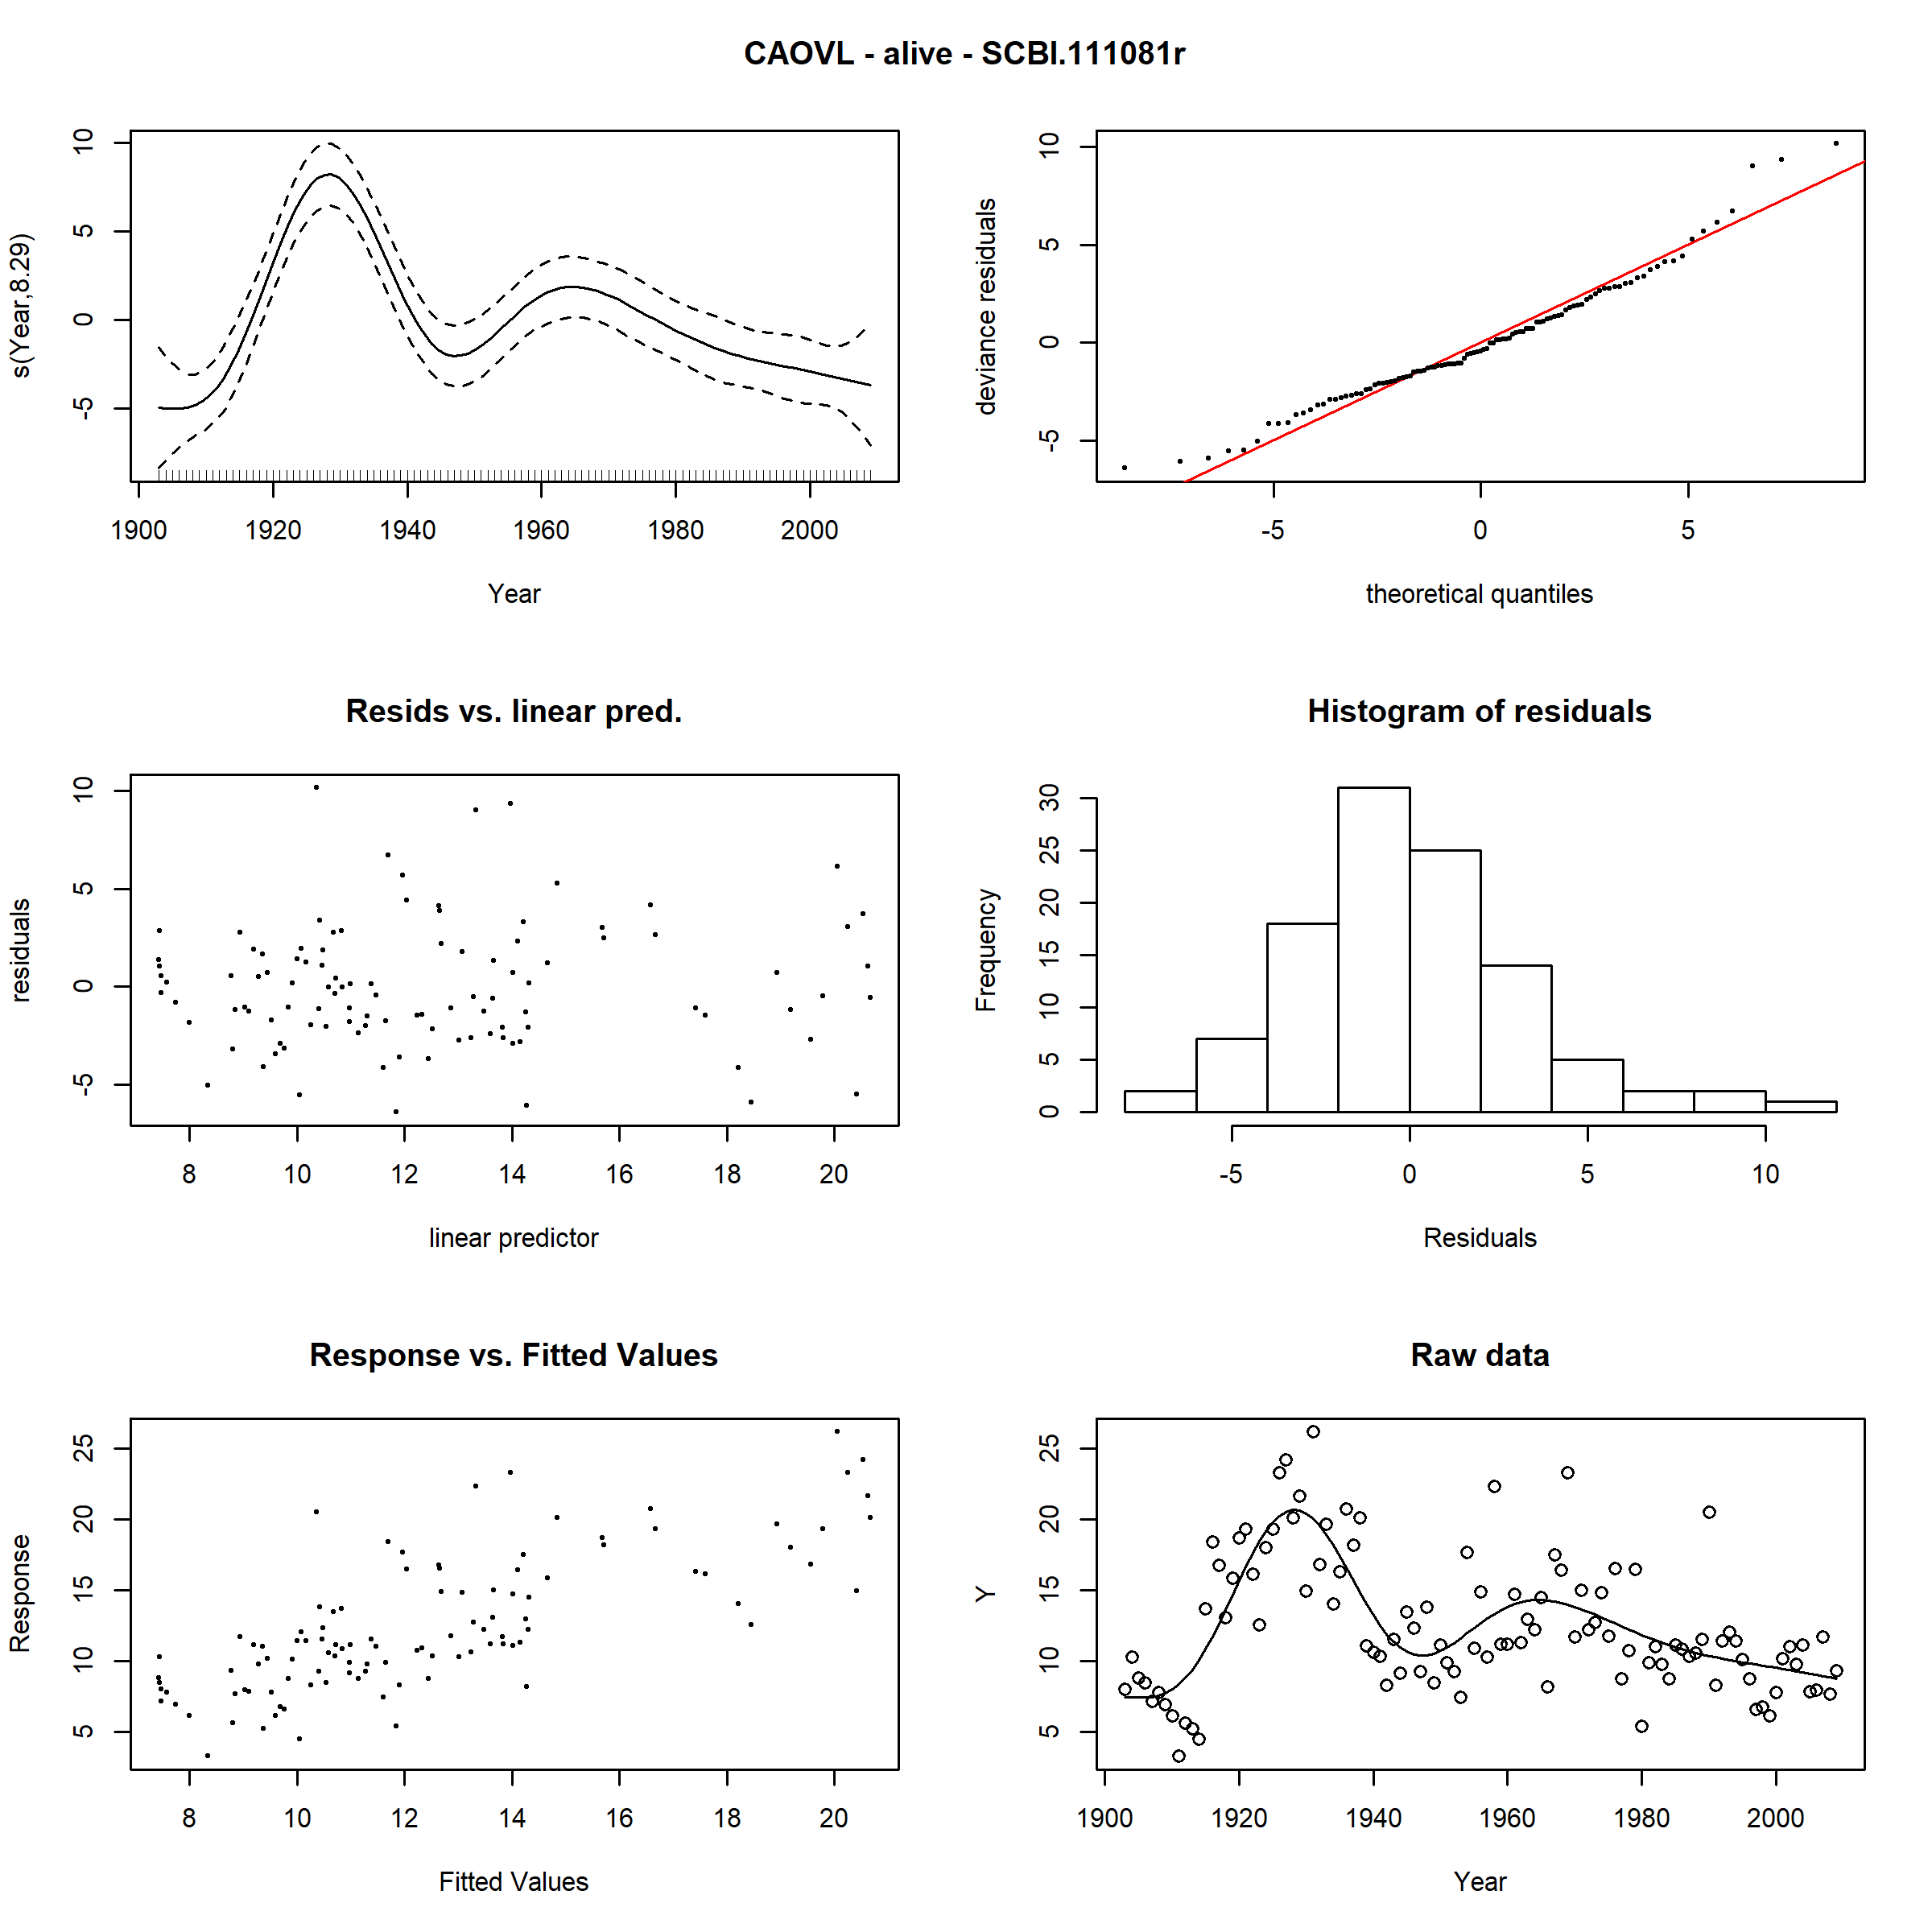 CAOVL - alive - SCBI.111081r
s(Year,8.29)
10
5
0
-5
1900 1920 1940 1960 1980 2000
Year
deviance residuals
10
5
0
-5
-5 0 5
theoretical quantiles
Resids vs. linear pred.
residuals
10
5
0
-5
8 10 12 14 16 18 20
linear predictor
Histogram of residuals
Frequency
30
25
20
15
10
5
0
-5 0 5 10
Residuals
Response vs. Fitted Values
Response
25
20
15
10
5
8 10 12 14 16 18 20
Fitted Values
Raw data
Y
25
20
15
10
5
1900 1920 1940 1960 1980 2000
Year